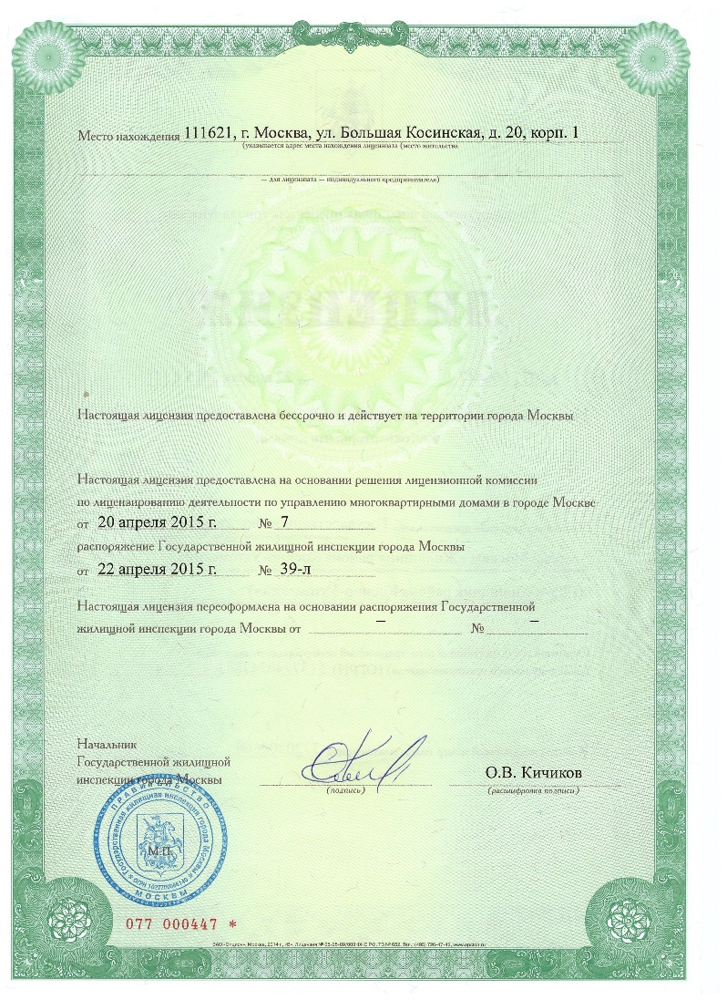 Место нахождения 111621, г. Москва, ул. Большая Косинская, д. 20, корп. 1
(указывается адрес места нахождения лицензиата (место жительства
— для лицензиата — индивидуального предпринимателя)
Настоящая лицензия предоставлена бессрочно и действует на территории города Москвы
Настоящая лицензия предоставлена на основании решения лицензионной комиссии
по лицензированию деятельности по управлению многоквартирными домами в городе Москве
от 20 апреля 2015 г. № 7
распоряжение Государственной жилищной инспекции города Москвы
от 22 апреля 2015 г. № 39-л
Настоящая лицензия переоформлена на основании распоряжения Государственной
жилищной инспекции города Москвы от – № –
Начальник
Государственной жилищной
инспекции города Москвы
О.В. Кичиков
(подпись) (расшифровка подписи)
ПРАВИТЕЛЬСТВО
МОСКВЫ
Государственная жилищная инспекция города Москвы
М.П.
077 000447 *